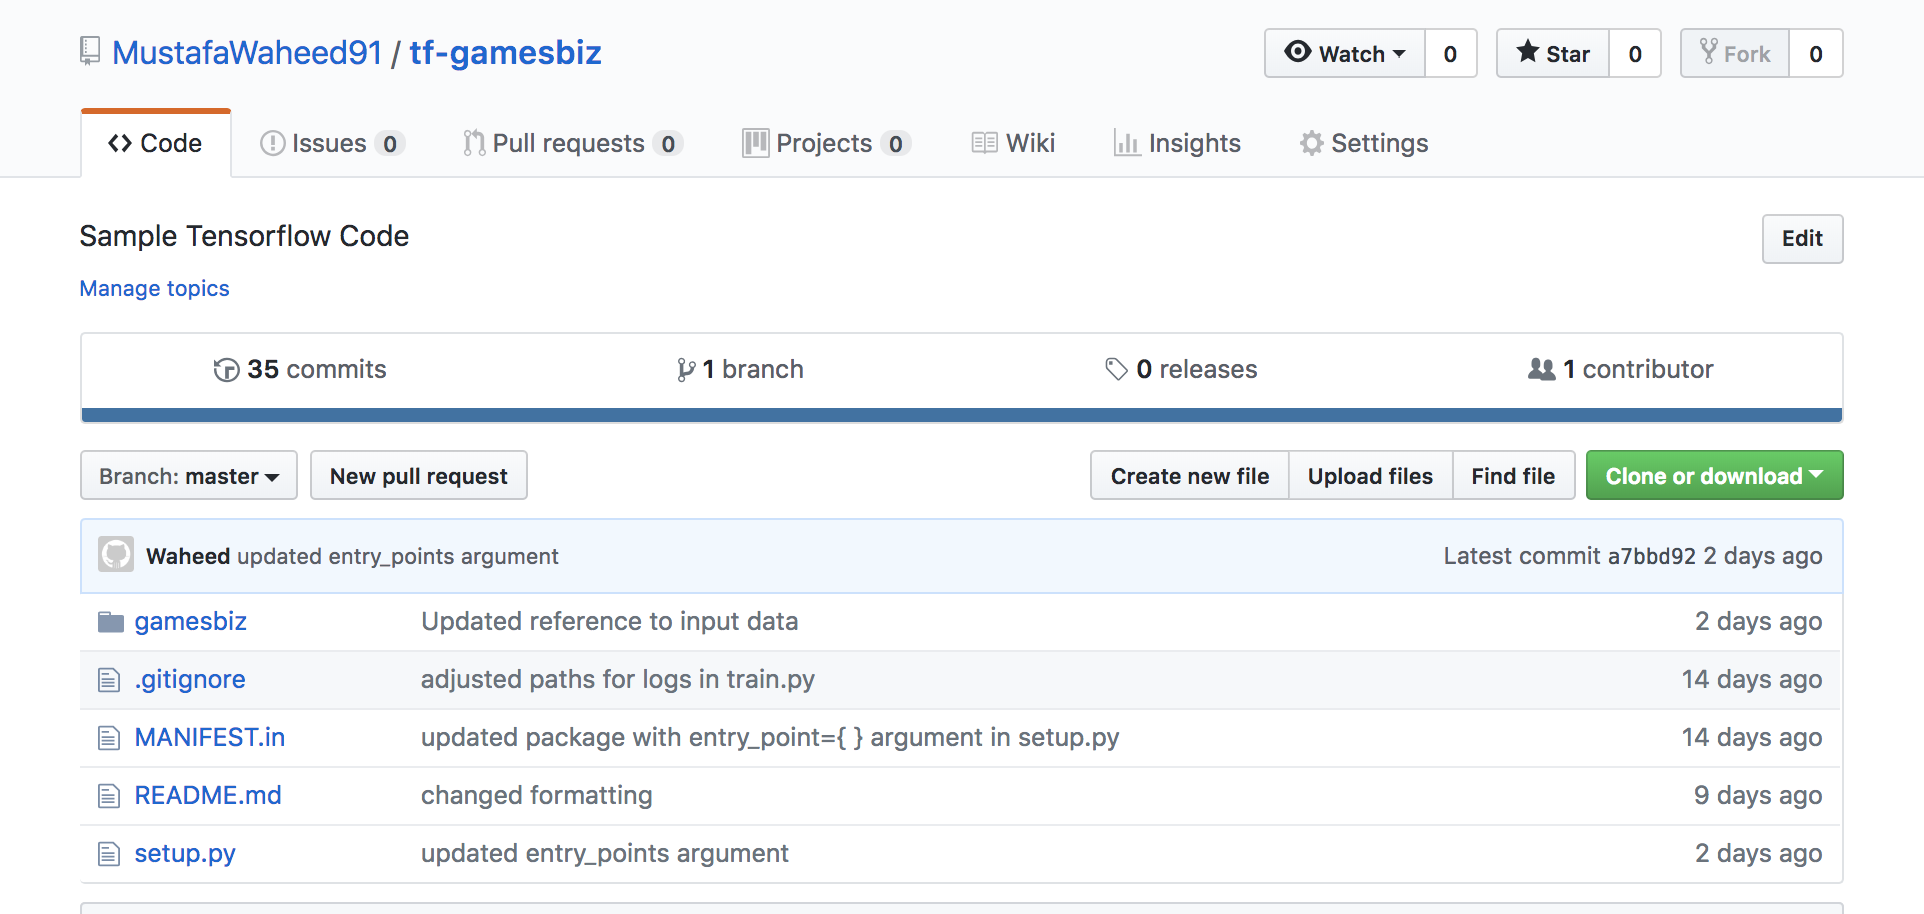 MustafaWaheed91 / tf-gamesbiz
Watch 0 Star 0 Fork 0
Code Issues 0 Pull requests 0 Projects 0 Wiki Insights Settings
Sample Tensorflow Code
Edit
Manage topics
35 commits 1 branch 0 releases 1 contributor
Branch: master New pull request Create new file Upload files Find file Clone or download
Waheed updated entry_points argument Latest commit a7bbd92 2 days ago
gamesbiz Updated reference to input data 2 days ago
.gitignore adjusted paths for logs in train.py 14 days ago
MANIFEST.in updated package with entry_point={ } argument in setup.py 14 days ago
README.md changed formatting 9 days ago
setup.py updated entry_points argument 2 days ago